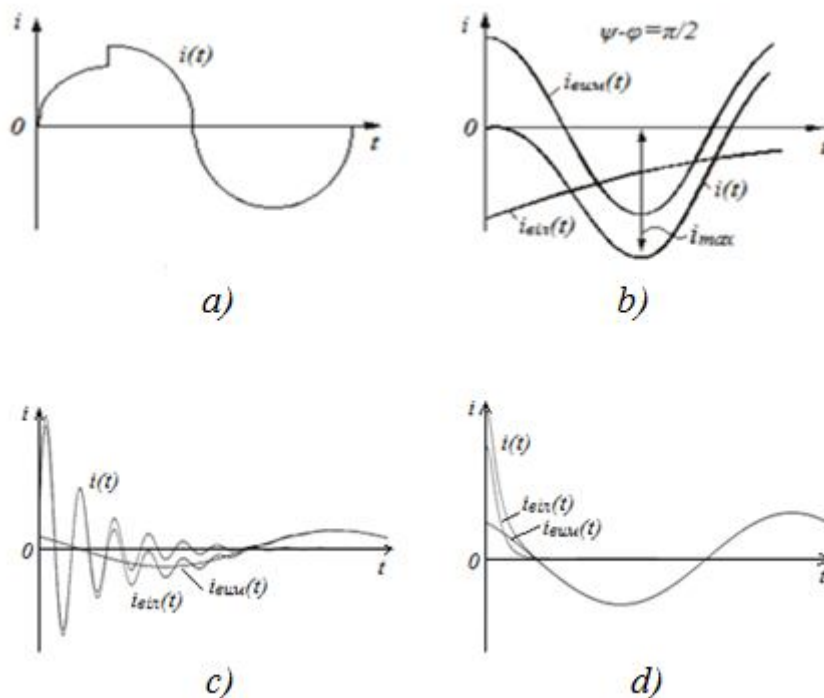 i
i(t)
0
t
a)
i
ψ-φ=π/2
iвим(t)
0
t
i(t)
iвіл(t)
imax
b)
i
i(t)
0
t
iвим(t)
iвіл(t)
c)
i
i(t)
iвіл(t)
iвим(t)
0
t
d)